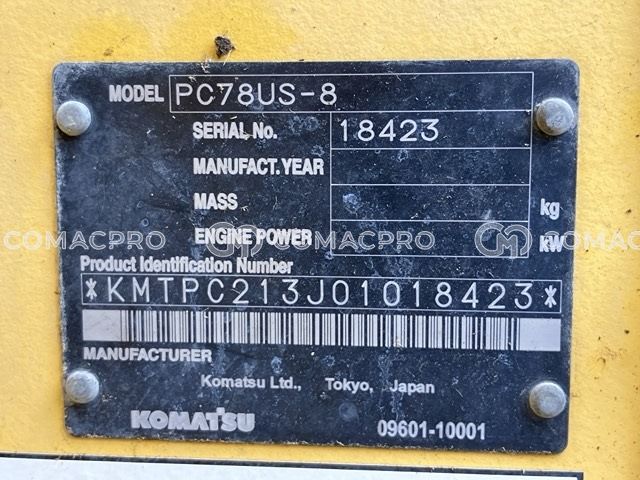 MODEL PC78US-8
SERIAL No. 18423
MANUFACT. YEAR
MASS kg
ENGINE POWER kW
COMACPRO COMACPRO CM
Product Identification Number
*KMTPC213J01018423*
MANUFACTURER
Komatsu Ltd., Tokyo, Japan
KOMATSU 09601-10001